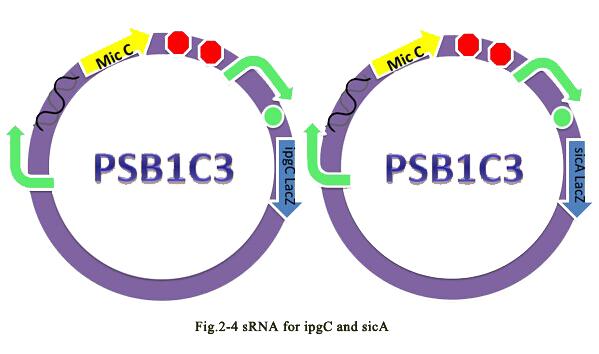 Mic C
PSB1C3
ipgC LacZ
Mic C
PSB1C3
sicA LacZ
Fig.2-4 sRNA for ipgC and sicA